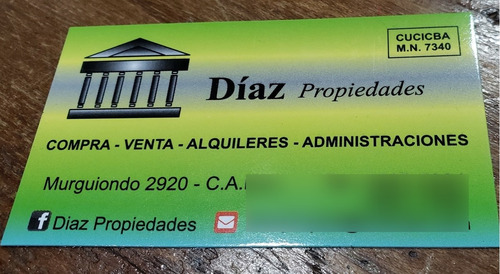 CUCICBA
M.N. 7340
Díaz Propiedades
COMPRA - VENTA - ALQUILERES - ADMINISTRACIONES
Murguiondo 2920 - C.A.
f Diaz Propiedades